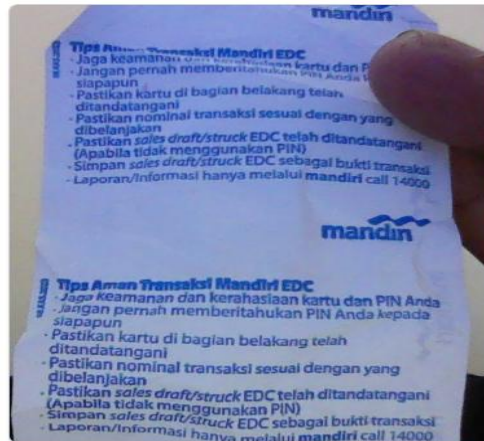 mandiri
Tips Aman Transaksi Mandiri EDC
- Jaga keamanan dan kerahasiaan kartu dan P
- Jangan pernah memberitahukan PIN Anda k
siapapun
- Pastikan kartu di bagian belakang telah
ditandatangani
- Pastikan nominal transaksi sesuai dengan yang
dibelanjakan
- Pastikan sales draft/struck EDC telah ditandatangani
(Apabila tidak menggunakan PIN)
- Simpan sales draft/struck EDC sebagai bukti transaksi
- Laporan/Informasi hanya melalui mandiri call 14000
mandiri
Tips Aman Transaksi Mandiri EDC
- Jaga keamanan dan kerahasiaan kartu dan PIN Anda
- Jangan pernah memberitahukan PIN Anda kepada
siapapun
- Pastikan kartu di bagian belakang telah
ditandatangani
- Pastikan nominal transaksi sesuai dengan yang
dibelanjakan
- Pastikan sales draft/struck EDC telah ditandatangani
(Apabila tidak menggunakan PIN)
- Simpan sales draft/struck EDC sebagai bukti transaksi
- Laporan/Informasi hanya melalui mandiri call 14000